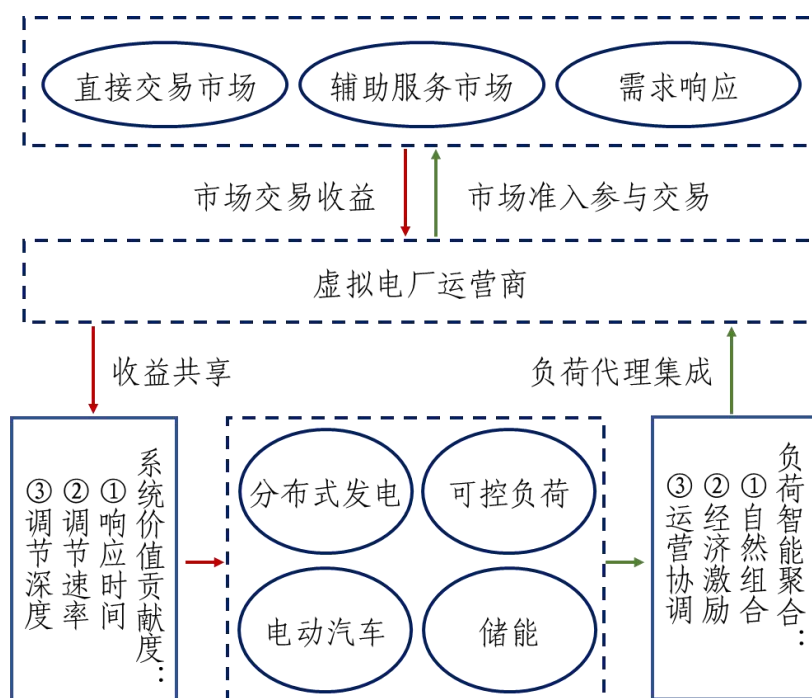 直接交易市场
辅助服务市场
需求响应
市场交易收益
市场准入参与交易
虚拟电厂运营商
收益共享
负荷代理集成
系统价值贡献度：
①响应时间
②调节速率
③调节深度
分布式发电
可控负荷
电动汽车
储能
负荷智能聚合：
①自然组合
②经济激励
③运营协调